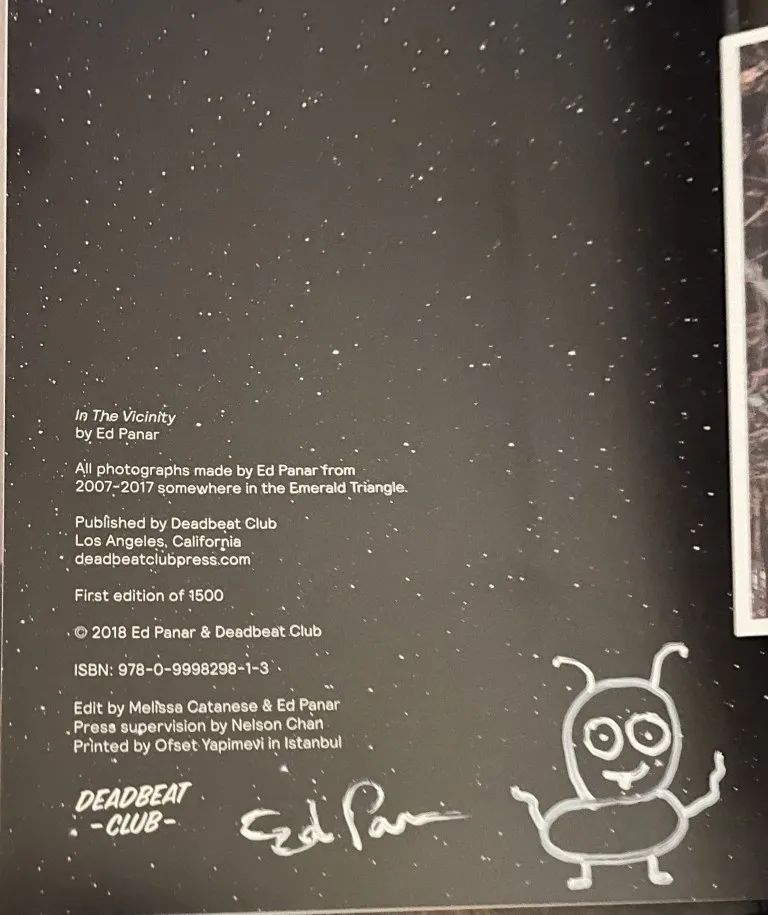 In The Vicinity
by Ed Panar
All photographs made by Ed Panar from
2007-2017 somewhere in the Emerald Triangle.
Published by Deadbeat Club
Los Angeles, California
deadbeatclubpress.com
First edition of 1500
© 2018 Ed Panar & Deadbeat Club
ISBN: 978-0-9998298-1-3
Edit by Melissa Catanese & Ed Panar
Press supervision by Nelson Chan
Printed by Ofset Yapimevi in Istanbul
DEADBEAT
-CLUB-
Ed Panar